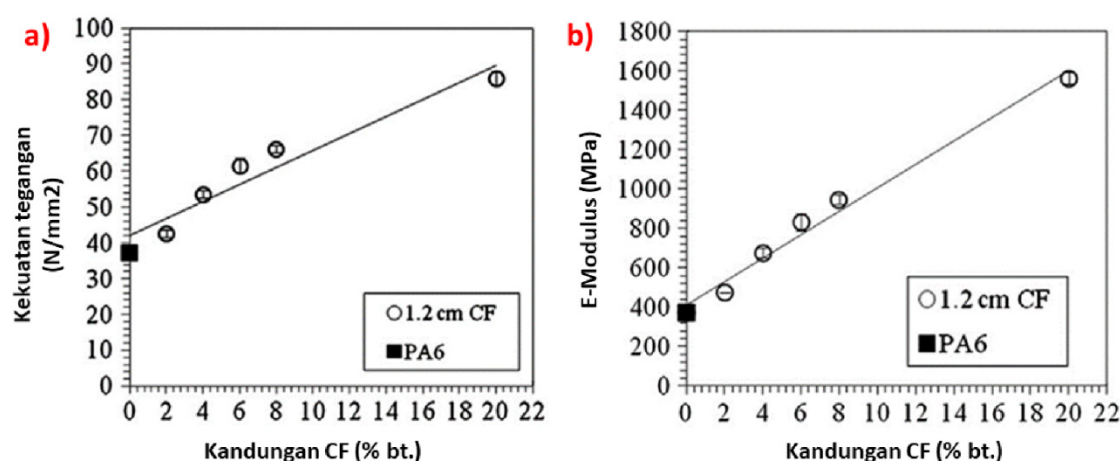 a)
Kekuatan tegangan
(N/mm2)
100
90
80
70
60
50
40
30
20
10
0
1.2 cm CF
PA6
0 2 4 6 8 10 12 14 16 18 20 22
Kandungan CF (% bt.)
b)
E-Modulus (MPa)
1800
1600
1400
1200
1000
800
600
400
200
0
1.2 cm CF
PA6
0 2 4 6 8 10 12 14 16 18 20 22
Kandungan CF (% bt.)